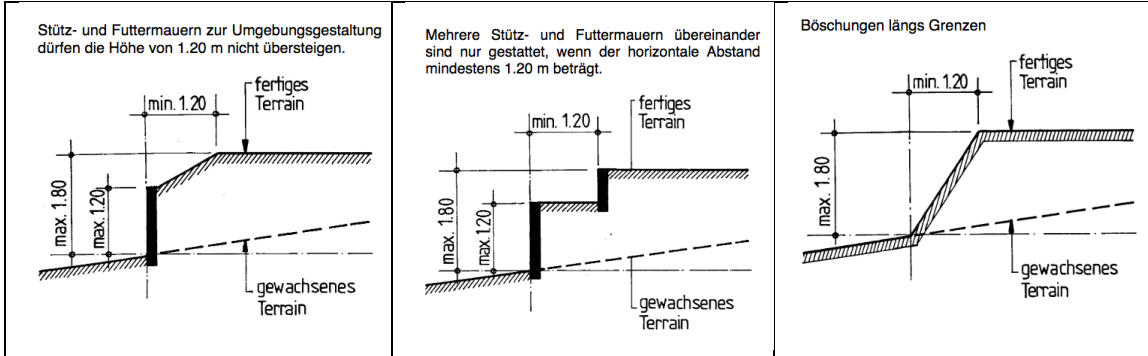 Stütz- und Futtermauern zur Umgebungsgestaltung
dürfen die Höhe von 1.20 m nicht übersteigen.
fertiges
Terrain
min. 1.20
max. 1.80
max. 1.20
gewachsenes
Terrain
Mehrere Stütz- und Futtermauern übereinander
sind nur gestattet, wenn der horizontale Abstand
mindestens 1.20 m beträgt.
fertiges
Terrain
min. 1.20
max. 1.80
max. 1.20
gewachsenes
Terrain
Böschungen längs Grenzen
fertiges
Terrain
min. 1.20
max. 1.80
gewachsenes
Terrain